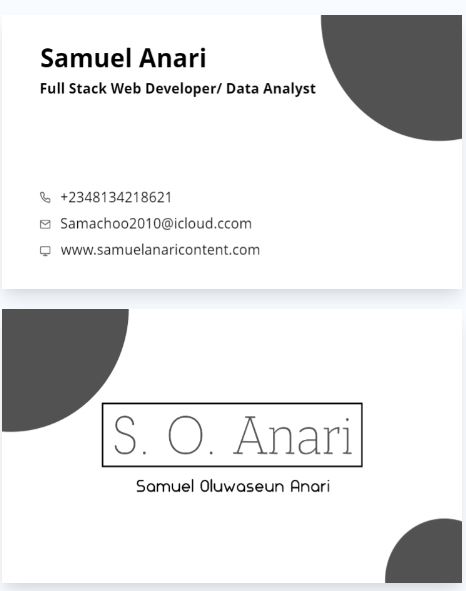 Samuel Anari
Full Stack Web Developer/ Data Analyst
+2348134218621
Samachoo2010@icloud.ccom
www.samuelanaricontent.com
S. O. Anari
Samuel Oluwaseun Anari